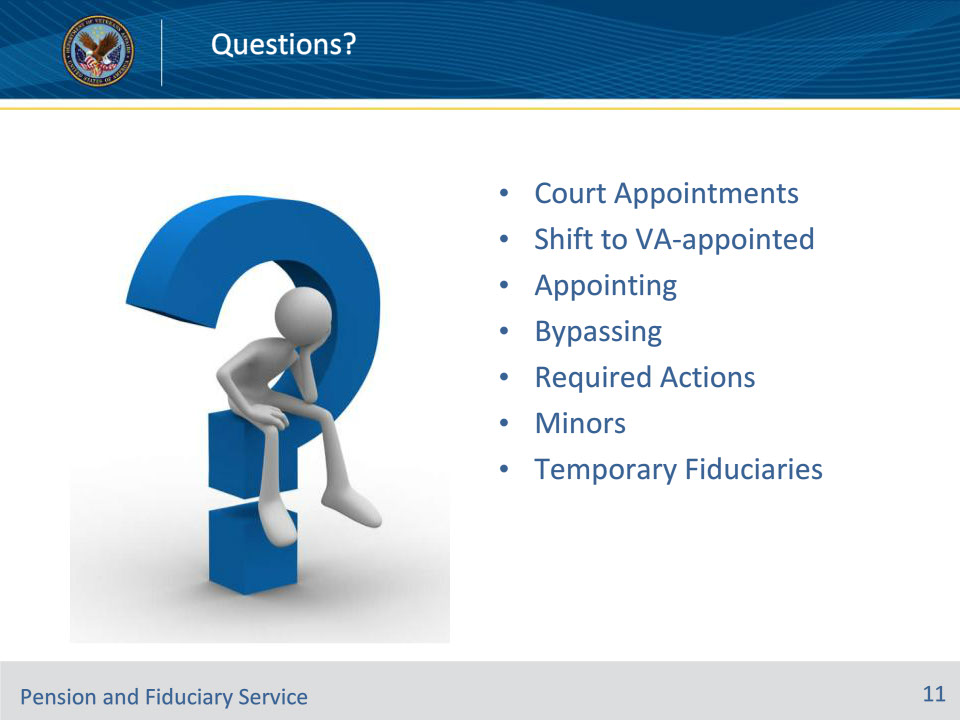 Questions?
• Court Appointments
• Shift to VA-appointed
• Appointing
• Bypassing
• Required Actions
• Minors
• Temporary Fiduciaries
Pension and Fiduciary Service
11